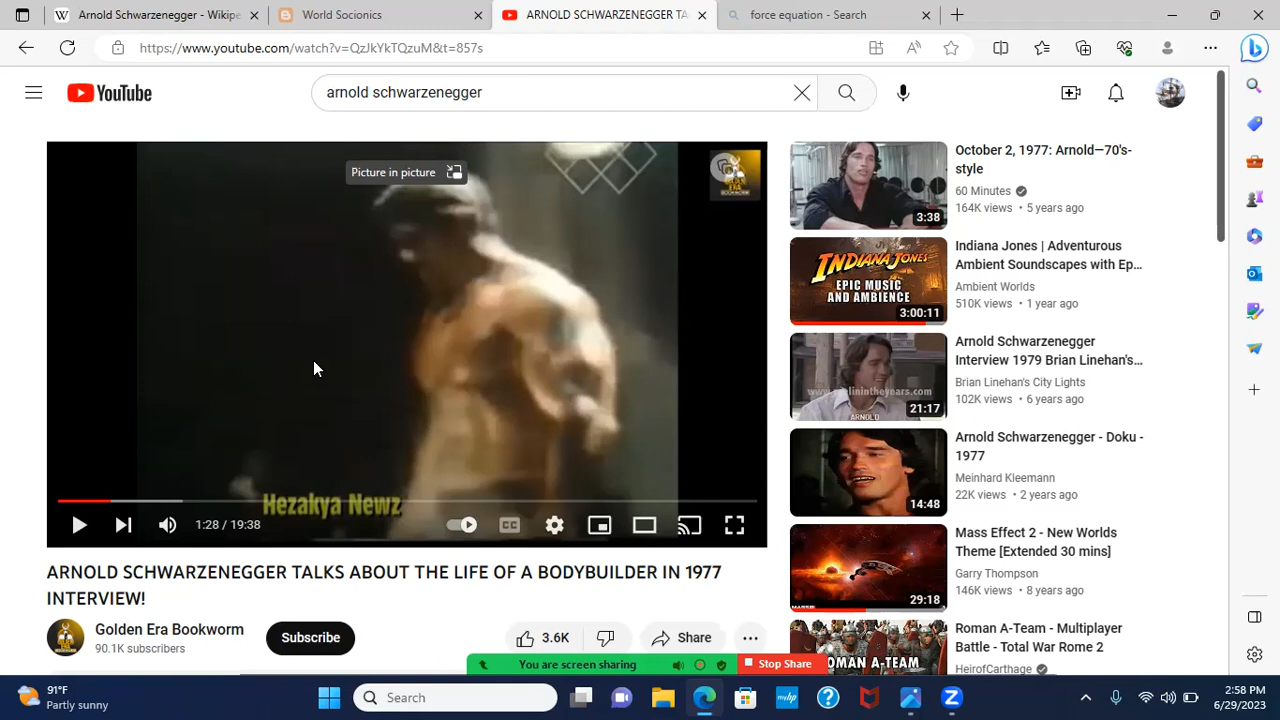 Arnold Schwarzenegger - Wikip
World Socionics
ARNOLD SCHWARZENEGGER TA
force equation - Search
https://www.youtube.com/watch?v=QzJkYkTQzuM&t=857s
YouTube
arnold schwarzenegger
Picture in picture
Hezakya Newz
1:28 / 19:38
CC
ARNOLD SCHWARZENEGGER TALKS ABOUT THE LIFE OF A BODYBUILDER IN 1977
INTERVIEW!
Golden Era Bookworm
90.1K subscribers
Subscribe
3.6K
Share
October 2, 1977: Arnold—70's-
style
60 Minutes
164K views • 5 years ago
3:38
Indiana Jones | Adventurous
Ambient Soundscapes with Ep...
Ambient Worlds
510K views • 1 year ago
INDIANA JONES
EPIC MUSIC
AND AMBIENCE
3:00:11
Arnold Schwarzenegger
Interview 1979 Brian Linehan's...
Brian Linehan's City Lights
102K views • 6 years ago
www.reelinintheyears.com
ARNOLD
21:17
Arnold Schwarzenegger - Doku -
1977
Meinhard Kleemann
22K views • 2 years ago
14:48
Mass Effect 2 - New Worlds
Theme [Extended 30 mins]
Garry Thompson
146K views • 8 years ago
29:18
Roman A-Team - Multiplayer
Battle - Total War Rome 2
HeirofCarthage
ROMAN A-TEAM
You are screen sharing
Stop Share
91°F
Partly sunny
Search
2:58 PM
6/29/2023